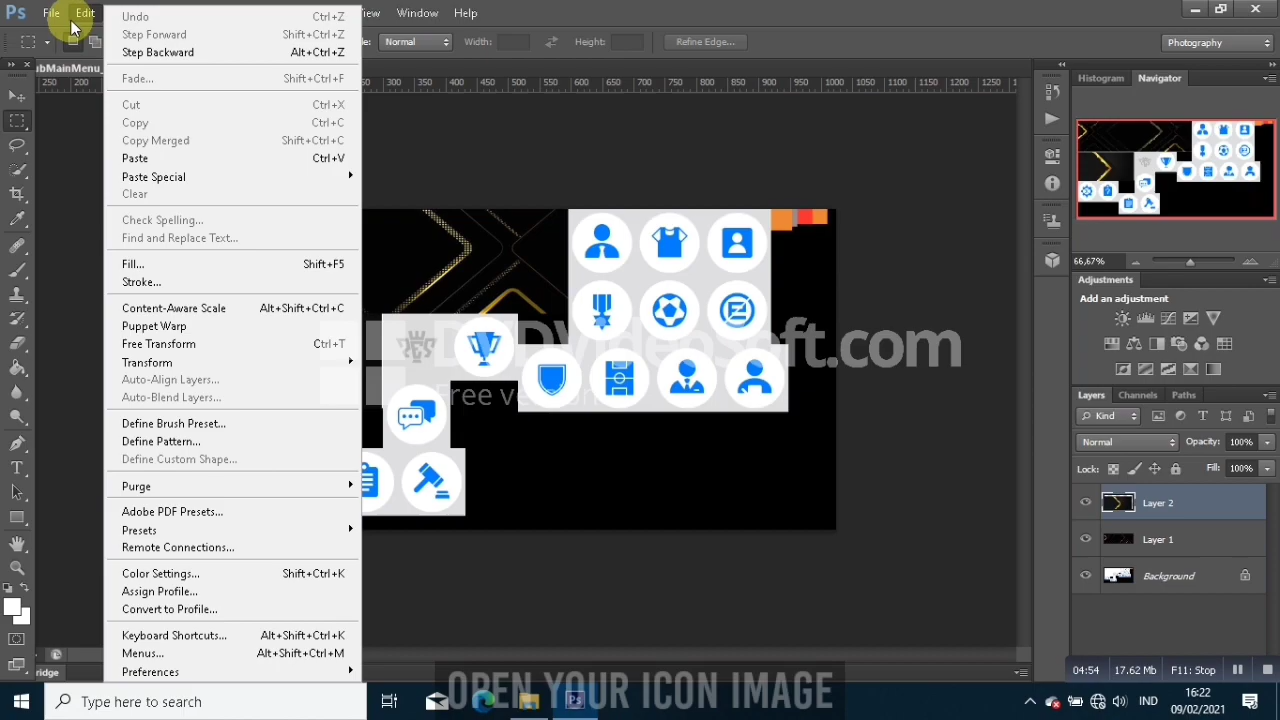 Ps File Edit iew Window Help
Normal Width: Height: Refine Edge... Photography
ubMainMenu_
250 300 350 400 450 500 550 600 650 700 750 800 850 900 950 1000 1050 1100 1150 1200 1250
Undo Ctrl+Z
Step Forward Shift+Ctrl+Z
Step Backward Alt+Ctrl+Z
Fade... Shift+Ctrl+F
Cut Ctrl+X
Copy Ctrl+C
Copy Merged Shift+Ctrl+C
Paste Ctrl+V
Paste Special
Clear
Check Spelling...
Find and Replace Text...
Fill... Shift+F5
Stroke...
Content-Aware Scale Alt+Shift+Ctrl+C
Puppet Warp
Free Transform Ctrl+T
Transform
Auto-Align Layers...
Auto-Blend Layers...
Define Brush Preset...
Define Pattern...
Define Custom Shape...
Purge
Adobe PDF Presets...
Presets
Remote Connections...
Color Settings... Shift+Ctrl+K
Assign Profile...
Convert to Profile...
Keyboard Shortcuts... Alt+Shift+Ctrl+K
Menus... Alt+Shift+Ctrl+M
Preferences
DVDVideoSoft.com
Free ve
Histogram Navigator
66,67%
Adjustments
Add an adjustment
Layers Channels Paths
Kind
Normal Opacity: 100%
Lock: Fill: 100%
Layer 2
Layer 1
Background
ridge
04:54 17.62 Mb F11: Stop
OPEN YOUR ICON IMAGE
Type here to search
Ps
IND 16:22
09/02/2021